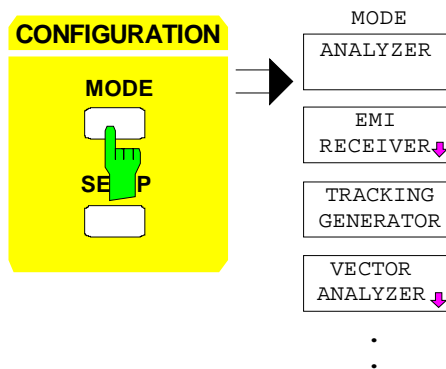 CONFIGURATION
MODE
SE P
MODE
ANALYZER
EMI
RECEIVER
TRACKING
GENERATOR
VECTOR
ANALYZER